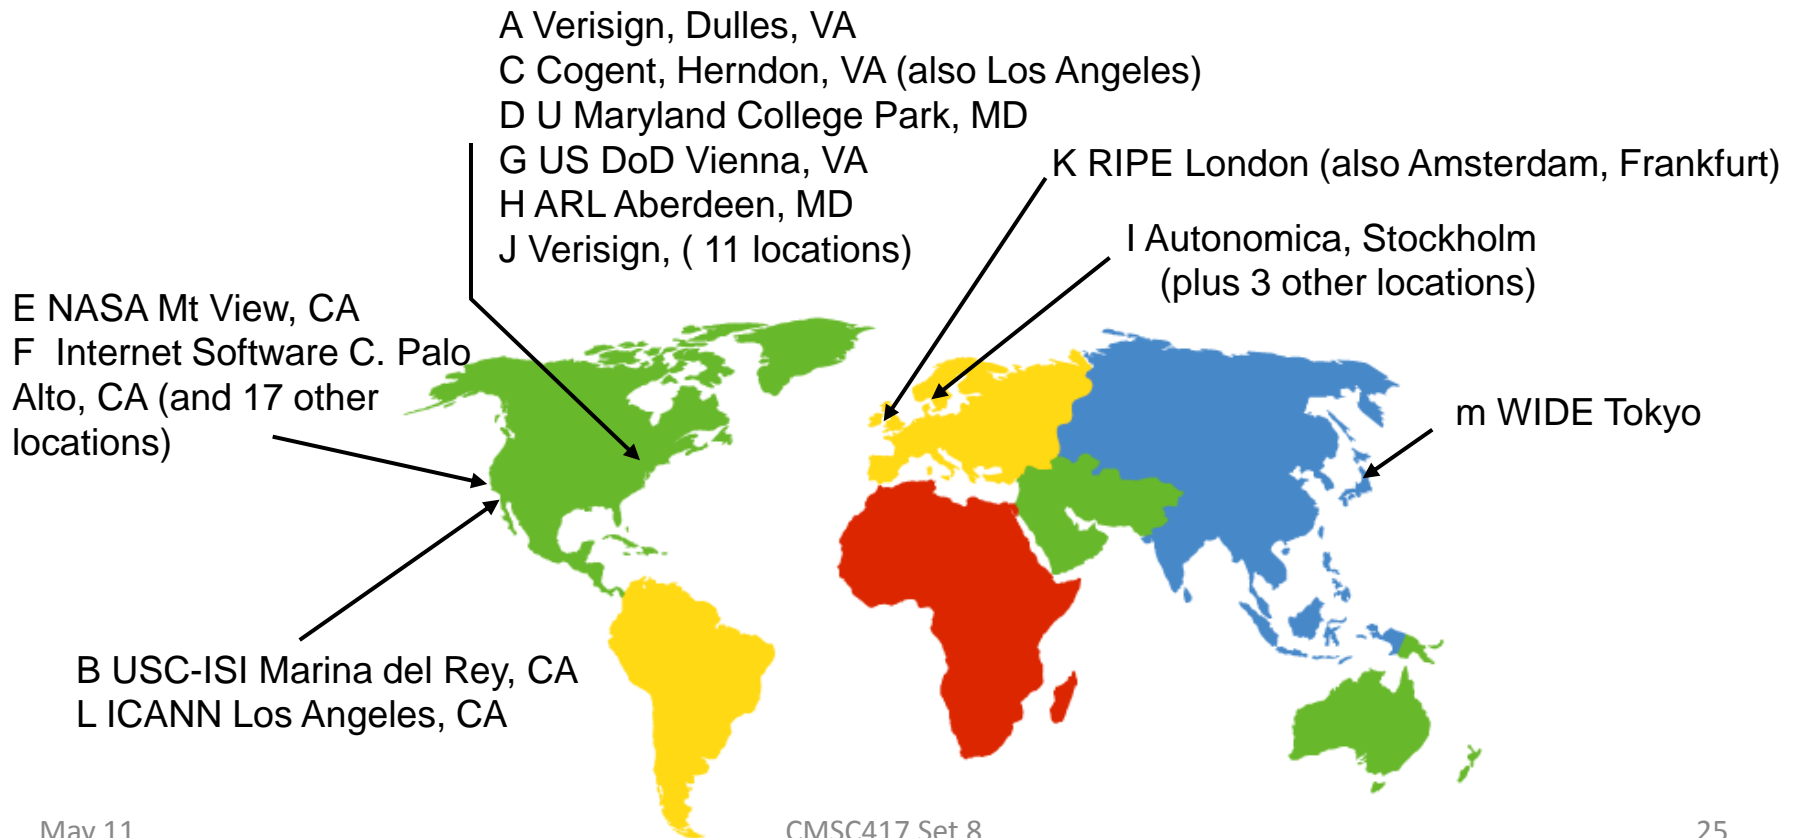 A Verisign, Dulles, VA
C Cogent, Herndon, VA (also Los Angeles)
D U Maryland College Park, MD
G US DoD Vienna, VA
H ARL Aberdeen, MD
J Verisign, ( 11 locations)
K RIPE London (also Amsterdam, Frankfurt)
I Autonomica, Stockholm
(plus 3 other locations)
E NASA Mt View, CA
F Internet Software C. Palo
Alto, CA (and 17 other
locations)
m WIDE Tokyo
B USC-ISI Marina del Rey, CA
L ICANN Los Angeles, CA
May 11
CMSC417 Set 8
25